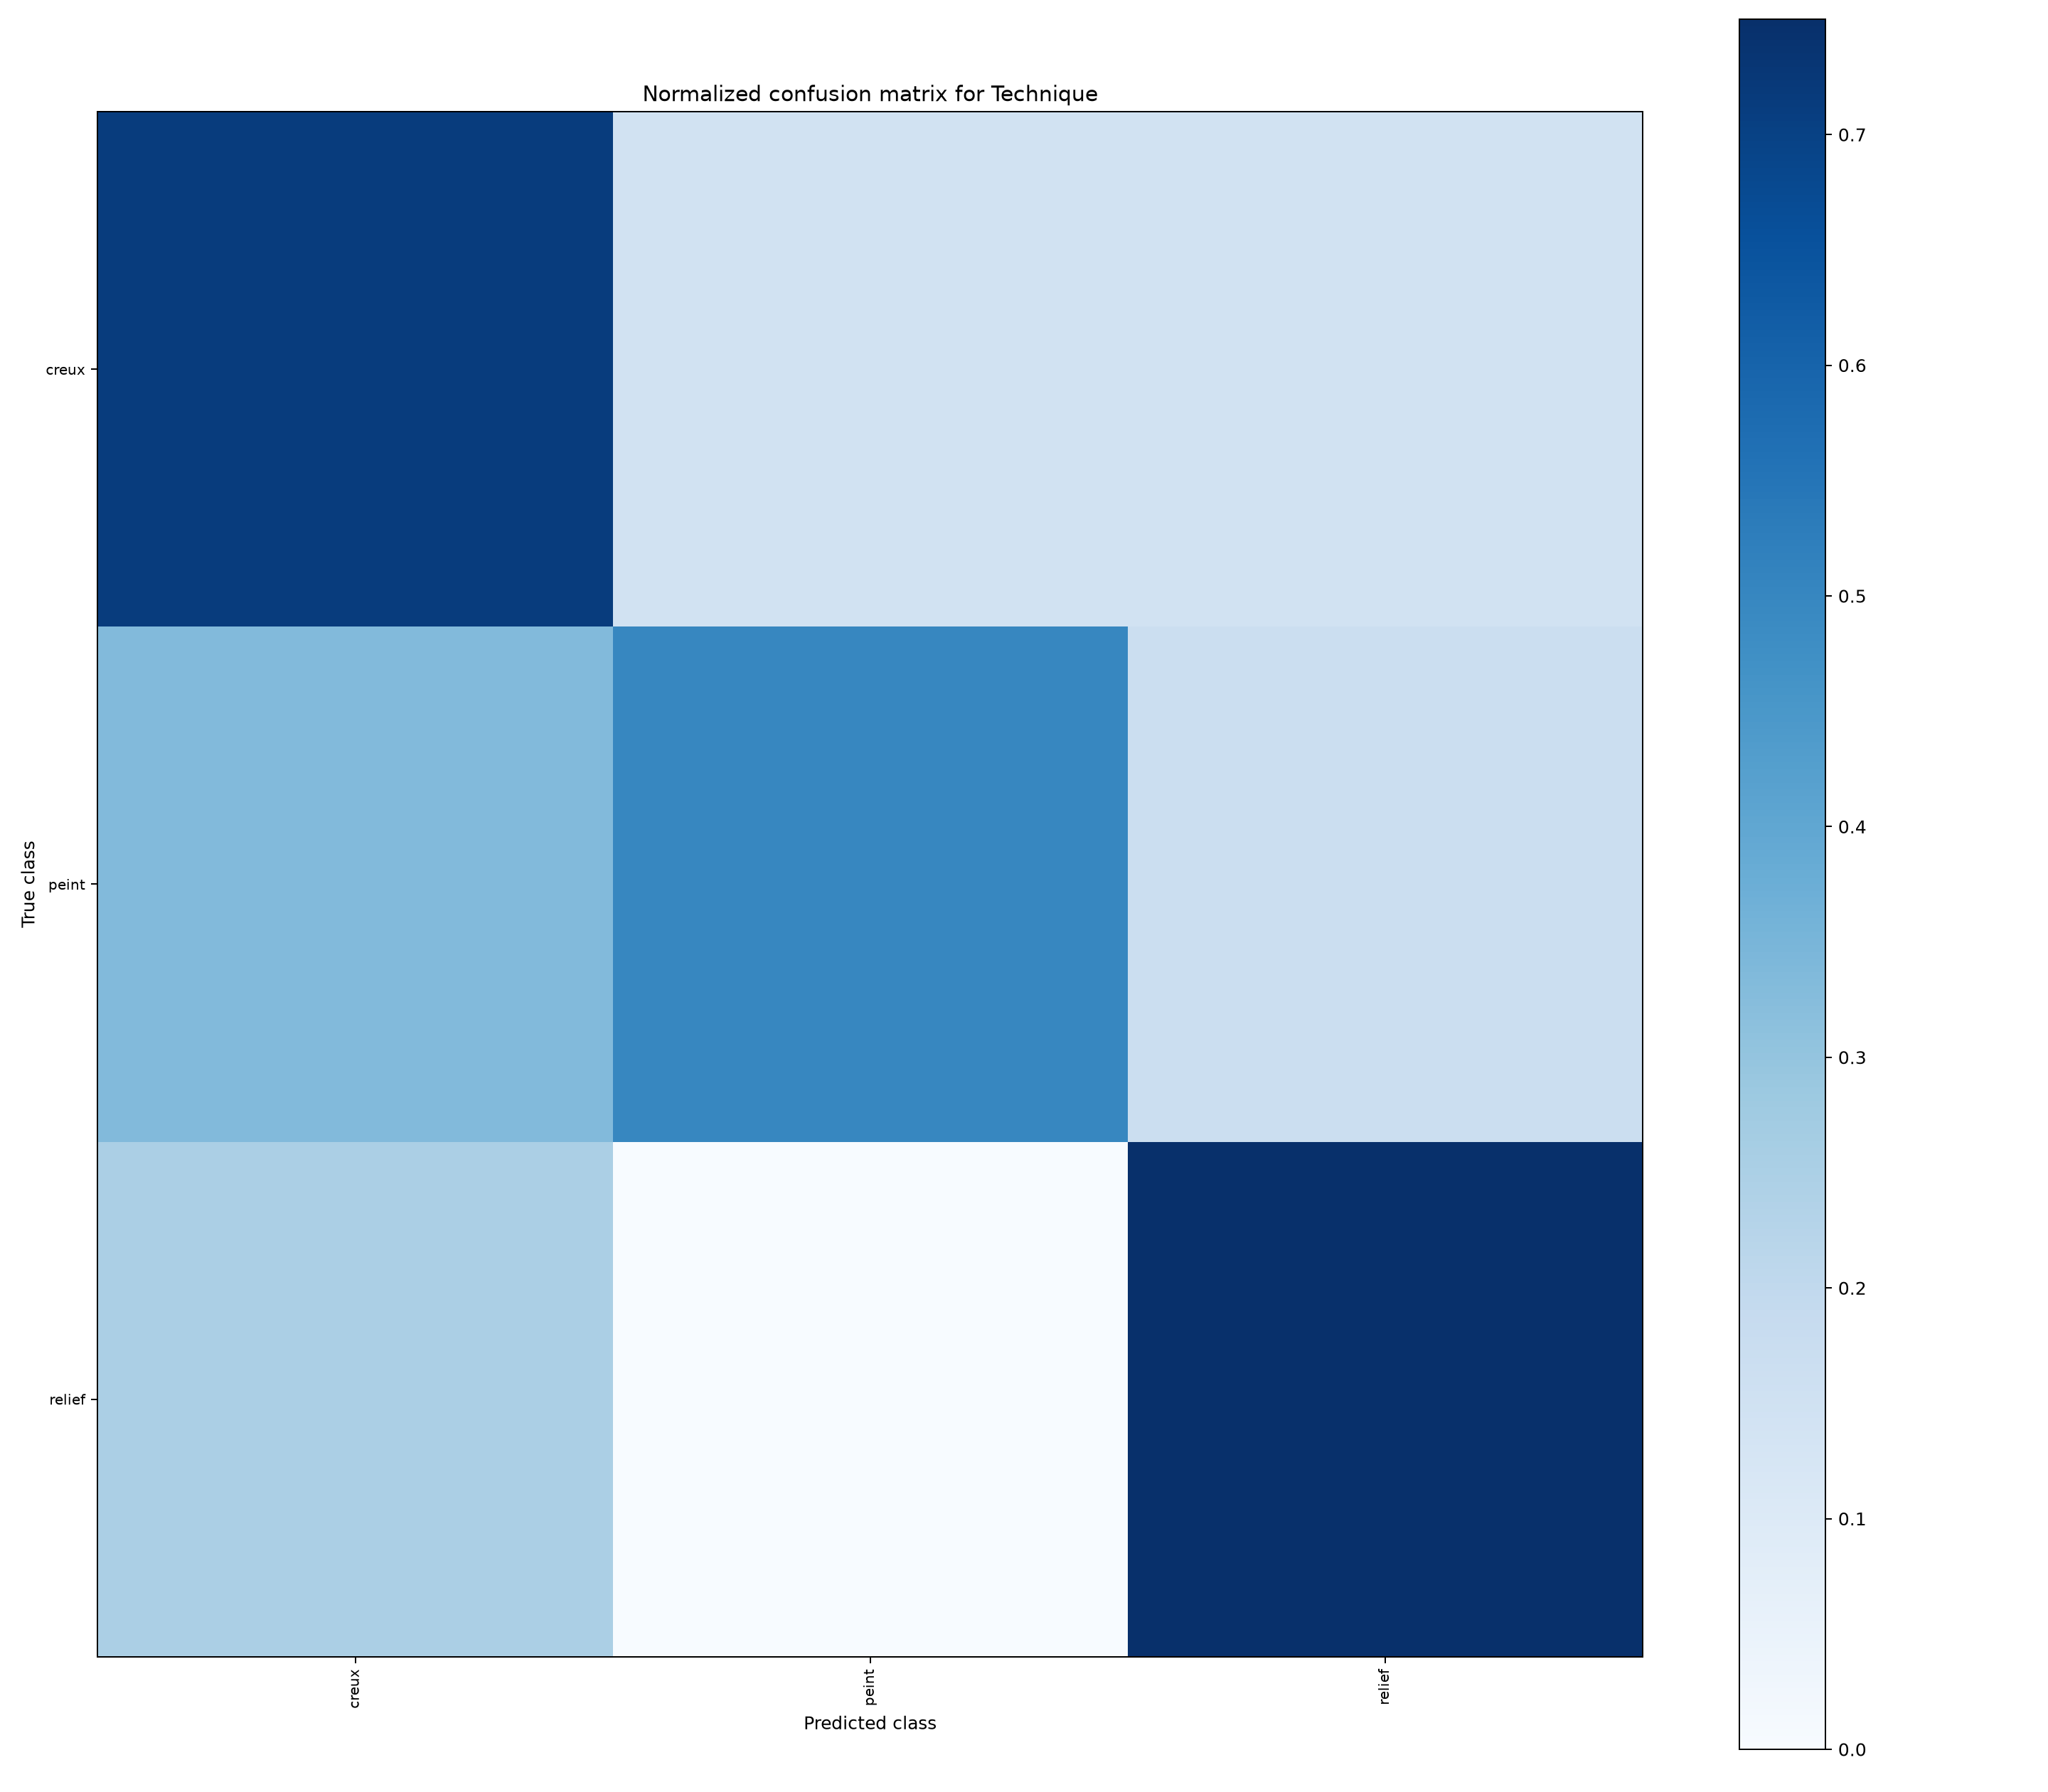 Normalized confusion matrix for Technique
True class
creux
peint
relief
creux
peint
relief
Predicted class
0.7
0.6
0.5
0.4
0.3
0.2
0.1
0.0